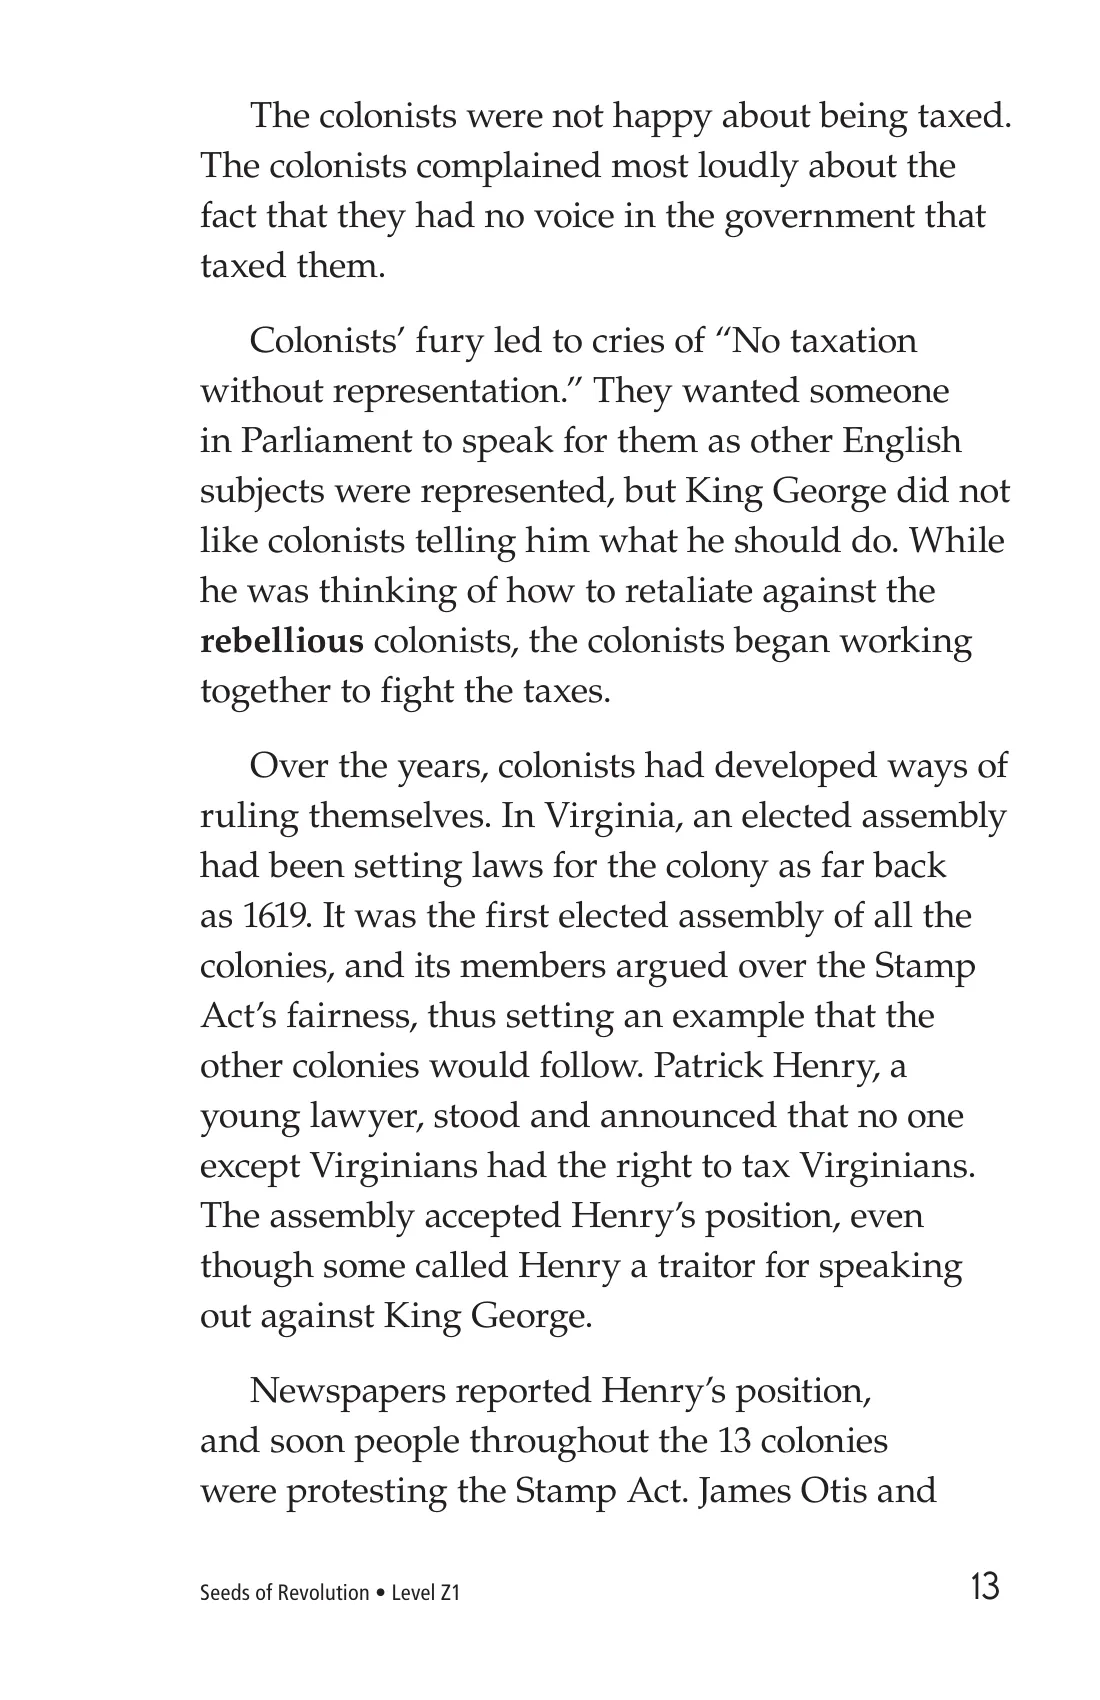 The colonists were not happy about being taxed.
The colonists complained most loudly about the
fact that they had no voice in the government that
taxed them.
Colonists’ fury led to cries of “No taxation
without representation.” They wanted someone
in Parliament to speak for them as other English
subjects were represented, but King George did not
like colonists telling him what he should do. While
he was thinking of how to retaliate against the
rebellious colonists, the colonists began working
together to fight the taxes.
Over the years, colonists had developed ways of
ruling themselves. In Virginia, an elected assembly
had been setting laws for the colony as far back
as 1619. It was the first elected assembly of all the
colonies, and its members argued over the Stamp
Act’s fairness, thus setting an example that the
other colonies would follow. Patrick Henry, a
young lawyer, stood and announced that no one
except Virginians had the right to tax Virginians.
The assembly accepted Henry’s position, even
though some called Henry a traitor for speaking
out against King George.
Newspapers reported Henry’s position,
and soon people throughout the 13 colonies
were protesting the Stamp Act. James Otis and
Seeds of Revolution • Level Z1
13